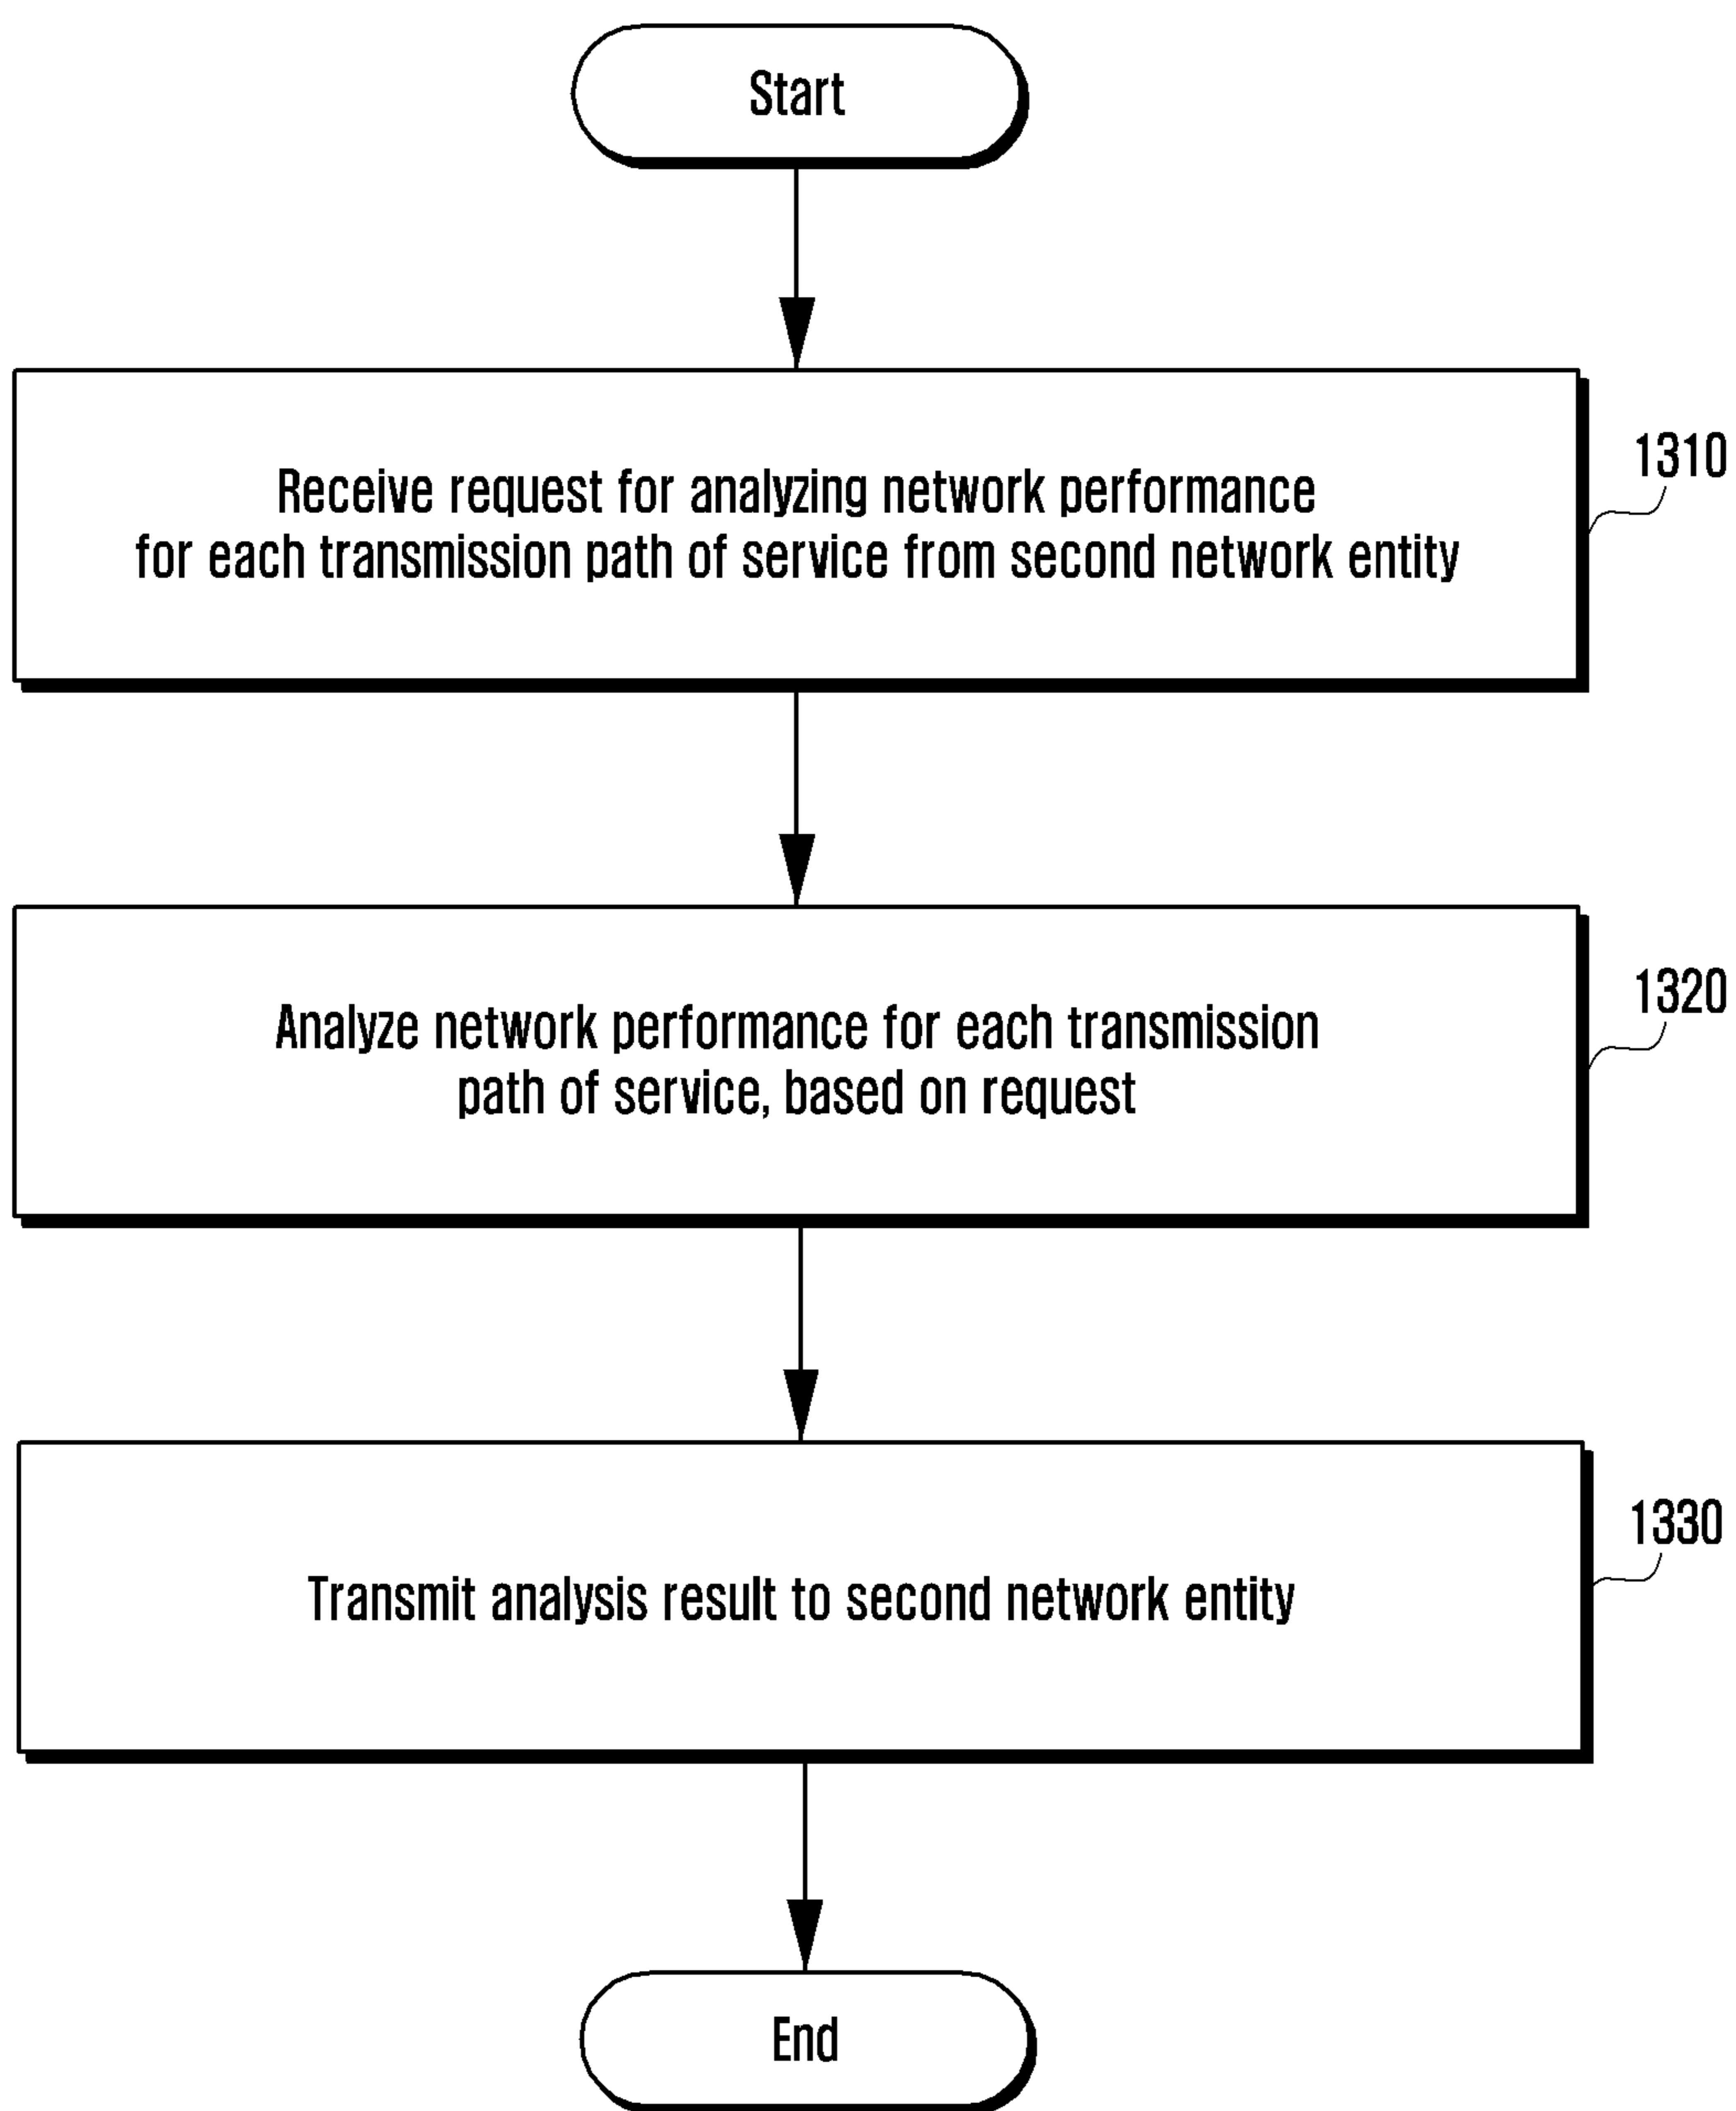 Start
Receive request for analyzing network performance
for each transmission path of service from second network entity
1310
Analyze network performance for each transmission
path of service, based on request
1320
Transmit analysis result to second network entity
1330
End